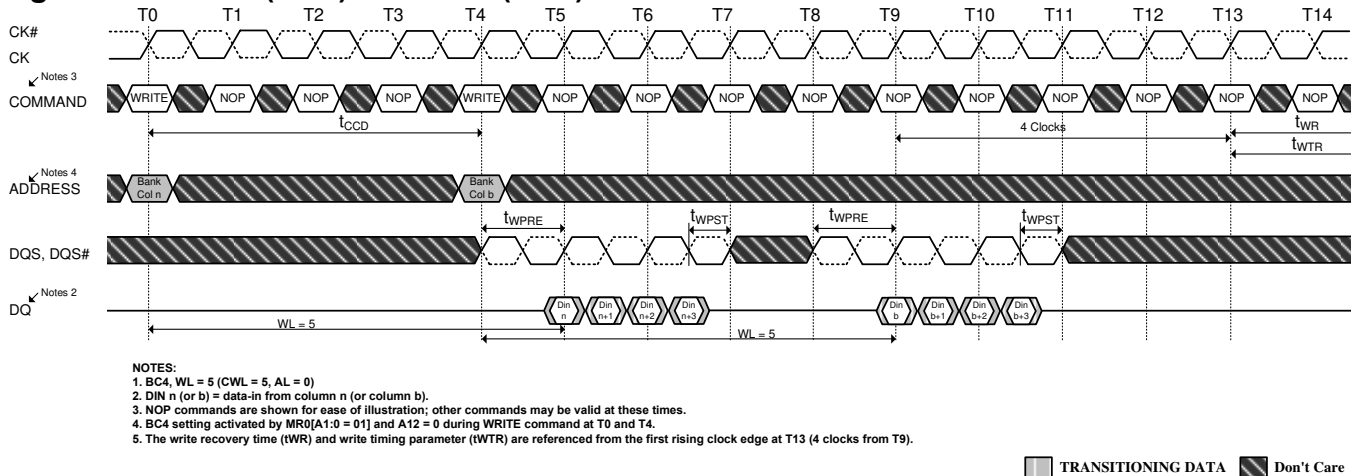 T0 T1 T2 T3 T4 T5 T6 T7 T8 T9 T10 T11 T12 T13 T14
CK#
CK
Notes 3
COMMAND
WRITE NOP NOP NOP WRITE NOP NOP NOP NOP NOP NOP NOP NOP NOP NOP
tCCD
4 Clocks
tWR
tWTR
Notes 4
ADDRESS
Bank
Col n
Bank
Col b
tWPRE tWPST tWPRE tWPST
DQS, DQS#
Notes 2
DQ
Din n Din n+1 Din n+2 Din n+3 Din b Din b+1 Din b+2 Din b+3
WL = 5
WL = 5
NOTES:
1. BC4, WL = 5 (CWL = 5, AL = 0)
2. DIN n (or b) = data-in from column n (or column b).
3. NOP commands are shown for ease of illustration; other commands may be valid at these times.
4. BC4 setting activated by MR0[A1:0 = 01] and A12 = 0 during WRITE command at T0 and T4.
5. The write recovery time (tWR) and write timing parameter (tWTR) are referenced from the first rising clock edge at T13 (4 clocks from T9).
TRANSITIONING DATA Don't Care